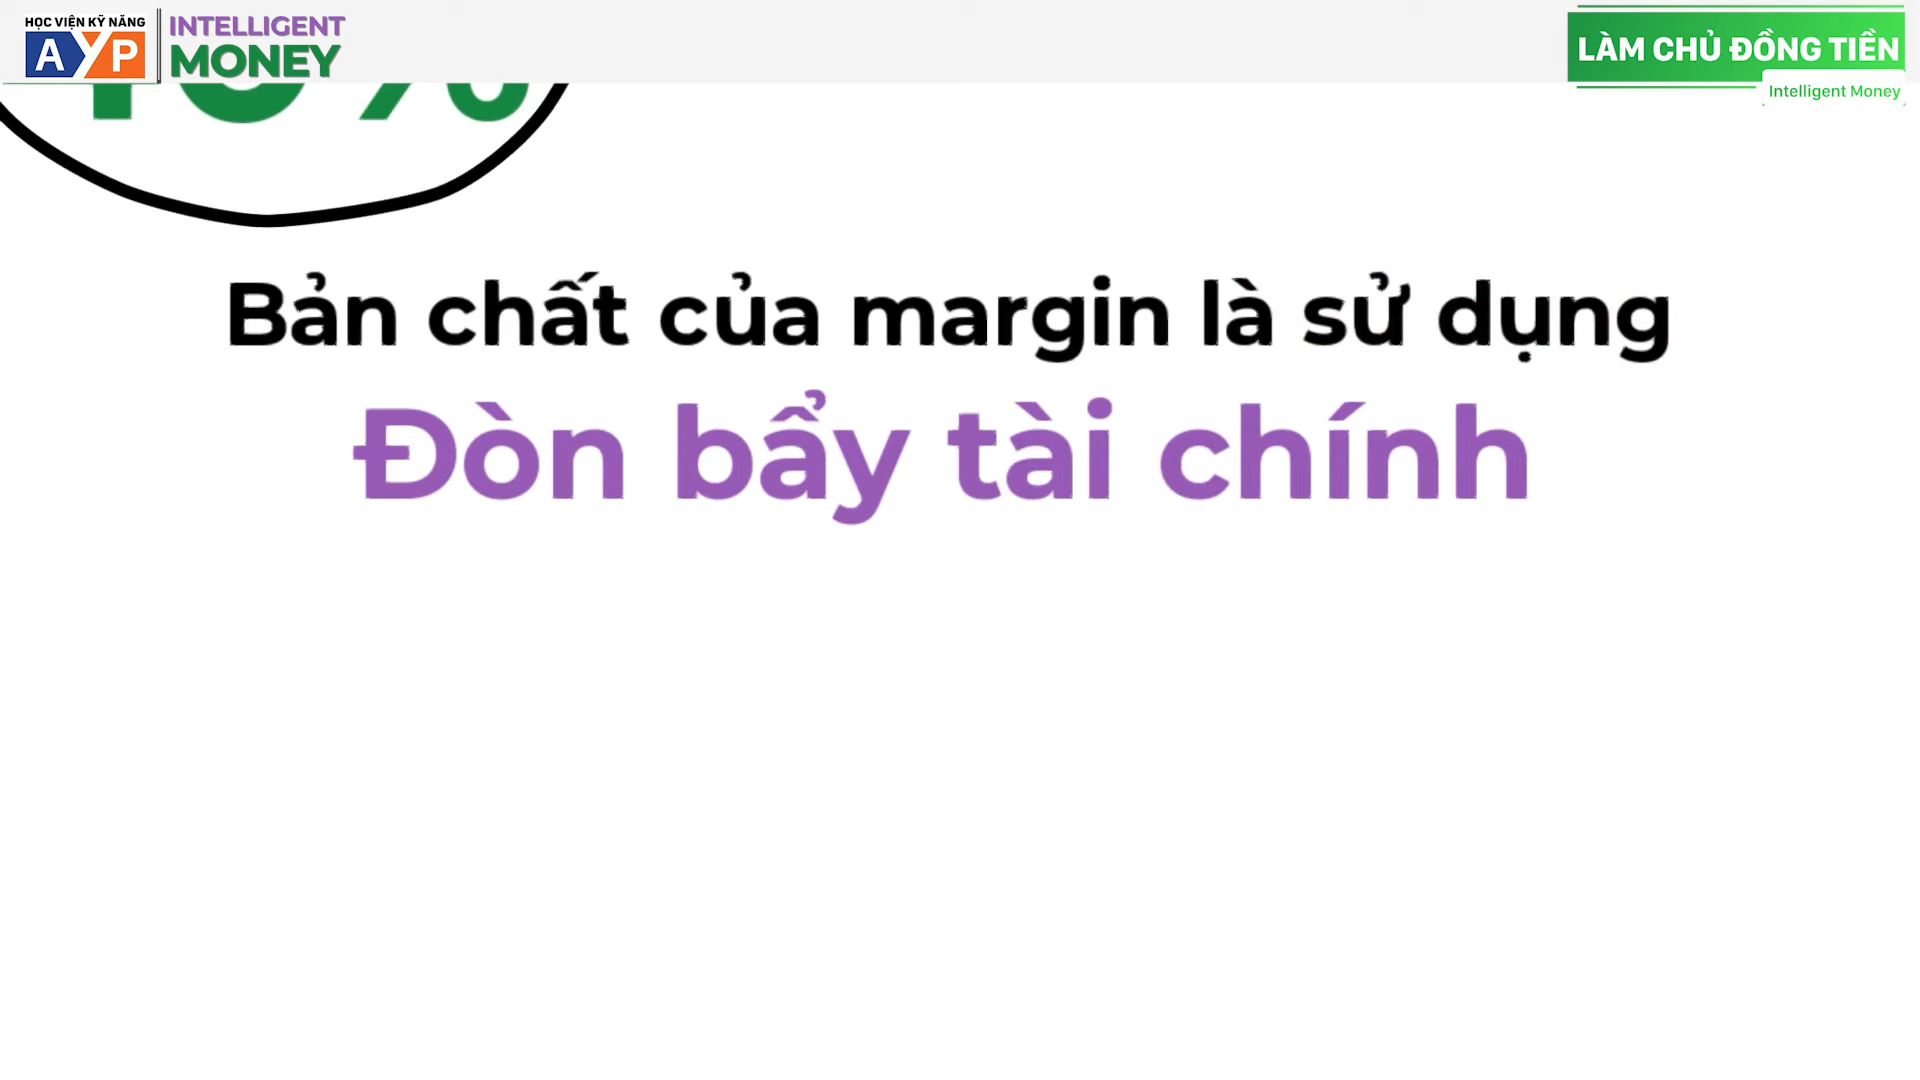 HỌC VIỆN KỸ NĂNG
AYP
INTELLIGENT
MONEY
LÀM CHỦ ĐỒNG TIỀN
Intelligent Money
Bản chất của margin là sử dụng
Đòn bẩy tài chính